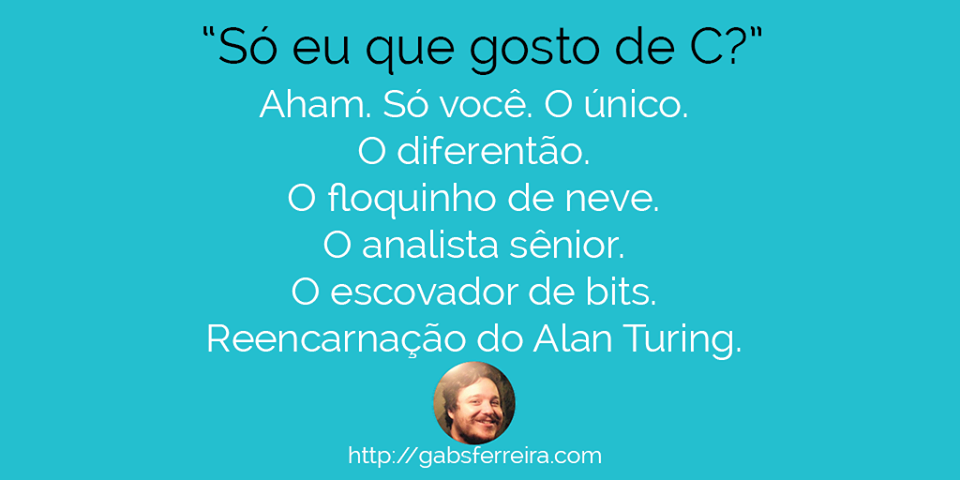 “Só eu que gosto de C?”
Aham. Só você. O único.
O diferentão.
O floquinho de neve.
O analista sênior.
O escovador de bits.
Reencarnação do Alan Turing.
http://gabsferreira.com